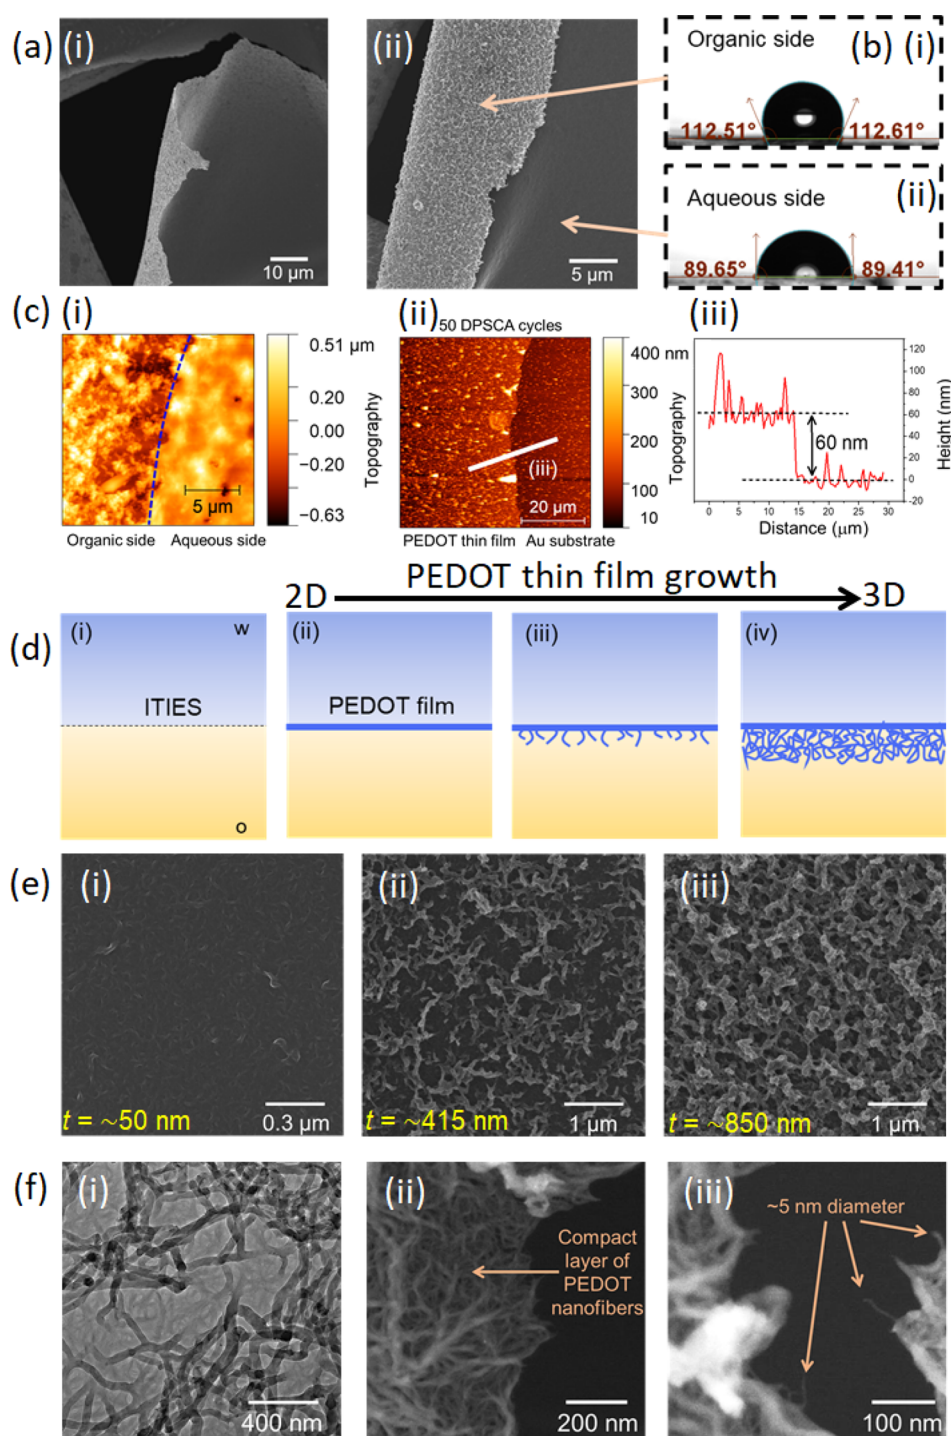 (a) (i)
10 µm
(ii)
5 µm
Organic side
(b) (i)
112.51°
112.61°
Aqueous side
(ii)
89.65°
89.41°
(c) (i)
0.51 µm
0.20
0.00
−0.20
−0.63
Topography
5 µm
Organic side
Aqueous side
(ii)
50 DPSCA cycles
400 nm
300
200
100
10
Topography
(iii)
20 µm
PEDOT thin film
Au substrate
(iii)
120
100
80
60
40
20
0
-20
Height (nm)
60 nm
0 5 10 15 20 25 30
Distance (µm)
PEDOT thin film growth
2D
3D
(d)
(i)
w
ITIES
o
(ii)
PEDOT film
(iii)
(iv)
(e)
(i)
t = ~50 nm
0.3 µm
(ii)
t = ~415 nm
1 µm
(iii)
t = ~850 nm
1 µm
(f)
(i)
400 nm
(ii)
Compact
layer of
PEDOT
nanofibers
200 nm
(iii)
~5 nm
diameter
100 nm